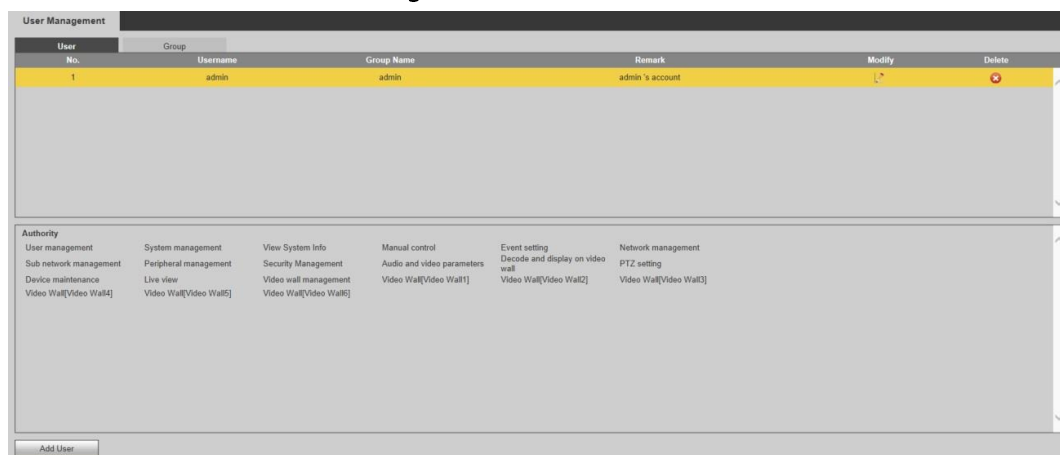 User Management
User Group
No. Username Group Name Remark Modify Delete
1 admin admin admin 's account
Authority
User management System management View System Info Manual control Event setting Network management
Sub network management Peripheral management Security Management Audio and video parameters Decode and display on video wall PTZ setting
Device maintenance Live view Video wall management Video Wall[Video Wall1] Video Wall[Video Wall2] Video Wall[Video Wall3]
Video Wall[Video Wall4] Video Wall[Video Wall5] Video Wall[Video Wall6]
Add User